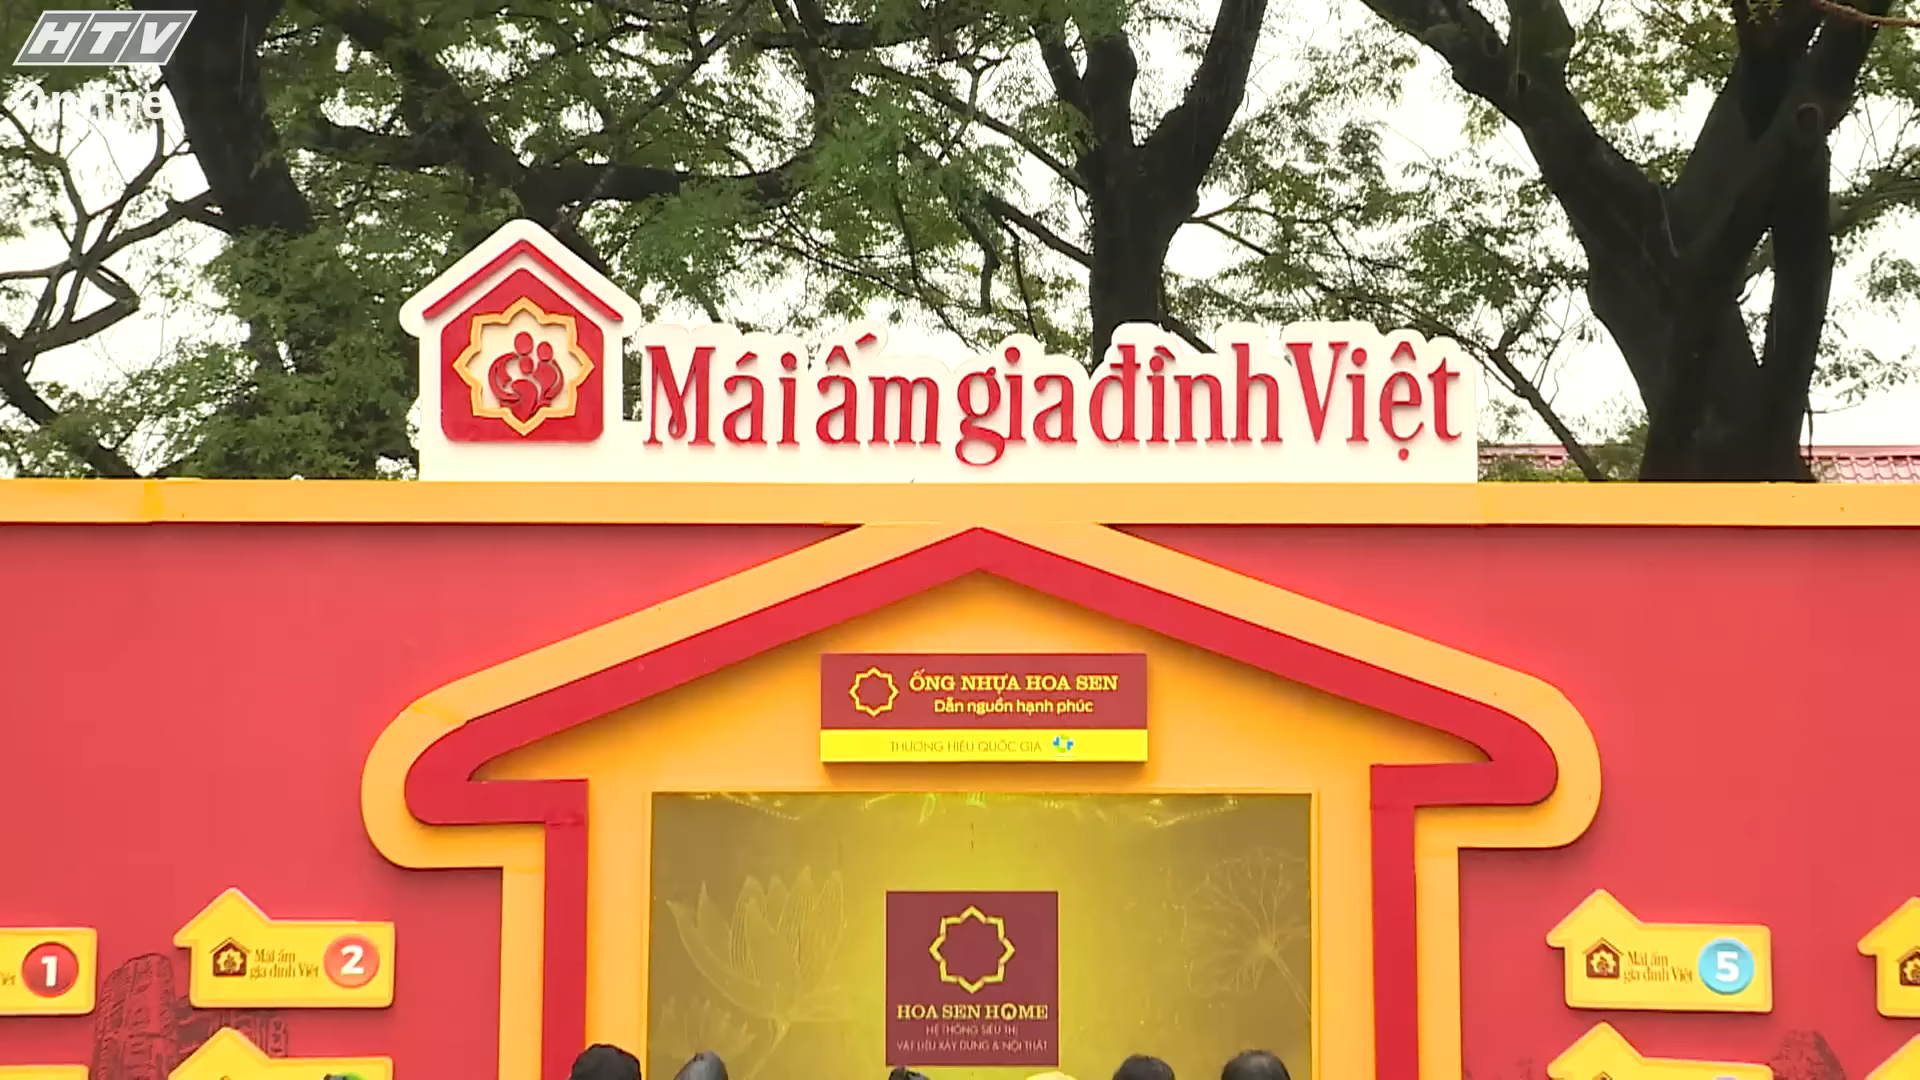 HTV
Online
Mái ấm gia đình Việt
ỐNG NHỰA HOA SEN
Dẫn nguồn hạnh phúc
THƯƠNG HIỆU QUỐC GIA
HOA SEN HOME
HỆ THỐNG SIÊU THỊ
VẬT LIỆU XÂY DỰNG & NỘI THẤT
1
Mái ấm
gia đình Việt
2
Mái ấm
gia đình Việt
5